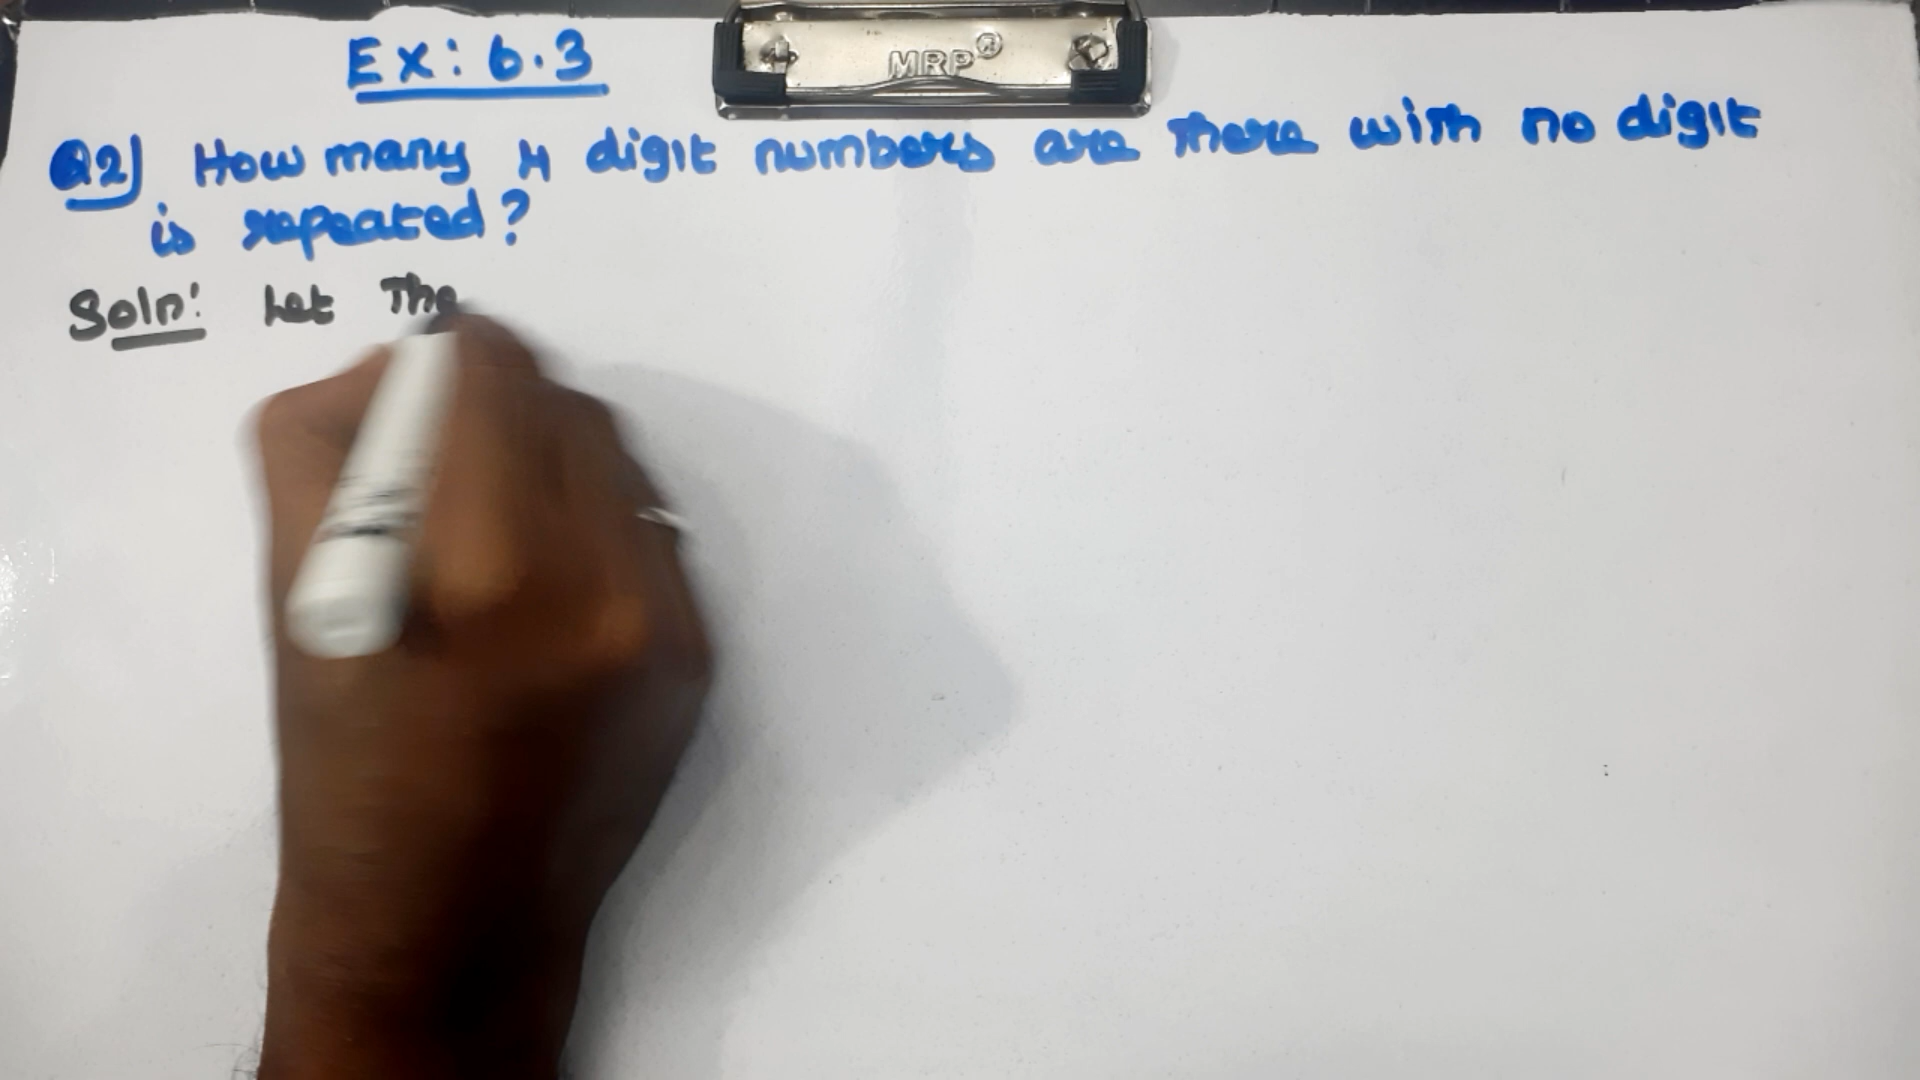 MRP®
Ex: 6.3
Q2) How many 4 digit numbers are there with no digit
is repeated?
Soln: Let The